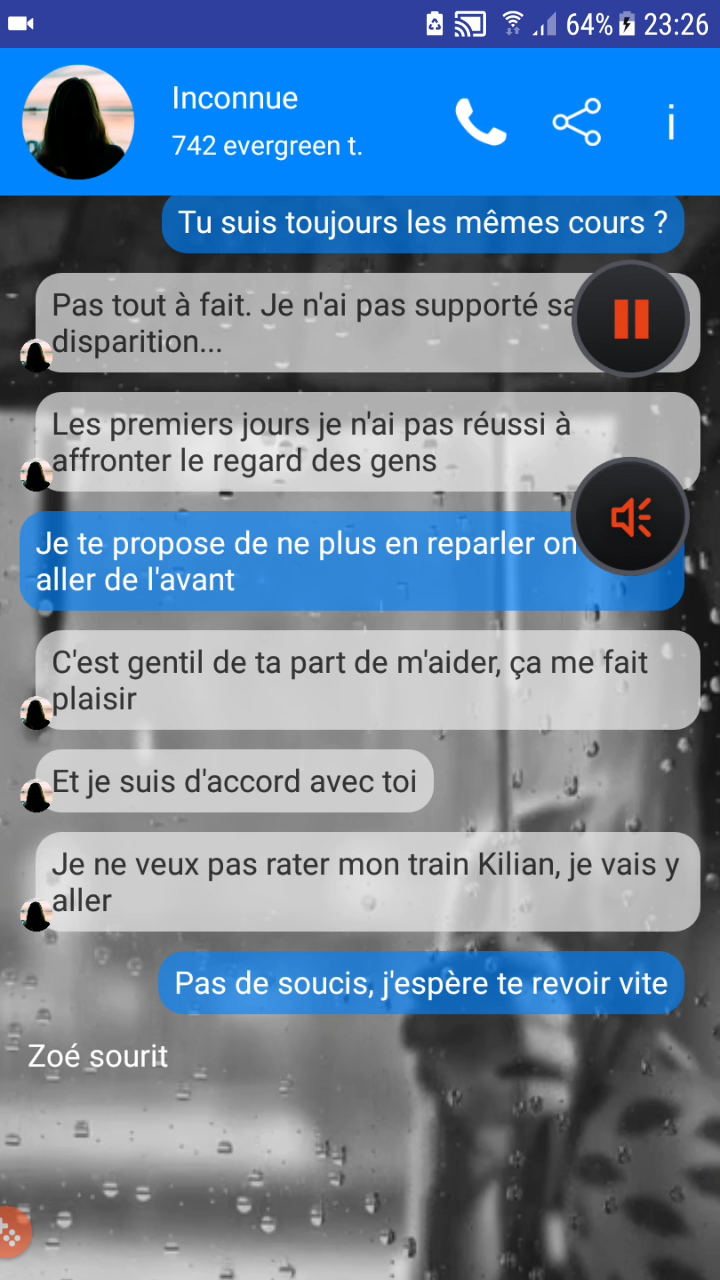 64% 23:26
Inconnue
742 evergreen t.
Tu suis toujours les mêmes cours ?
Pas tout à fait. Je n'ai pas supporté
disparition...
Les premiers jours je n'ai pas réussi à
affronter le regard des gens
Je te propose de ne plus en reparler on
aller de l'avant
C'est gentil de ta part de m'aider, ça me fait
plaisir
Et je suis d'accord avec toi
Je ne veux pas rater mon train Kilian, je vais y
aller
Pas de soucis, j'espère te revoir vite
Zoé sourit